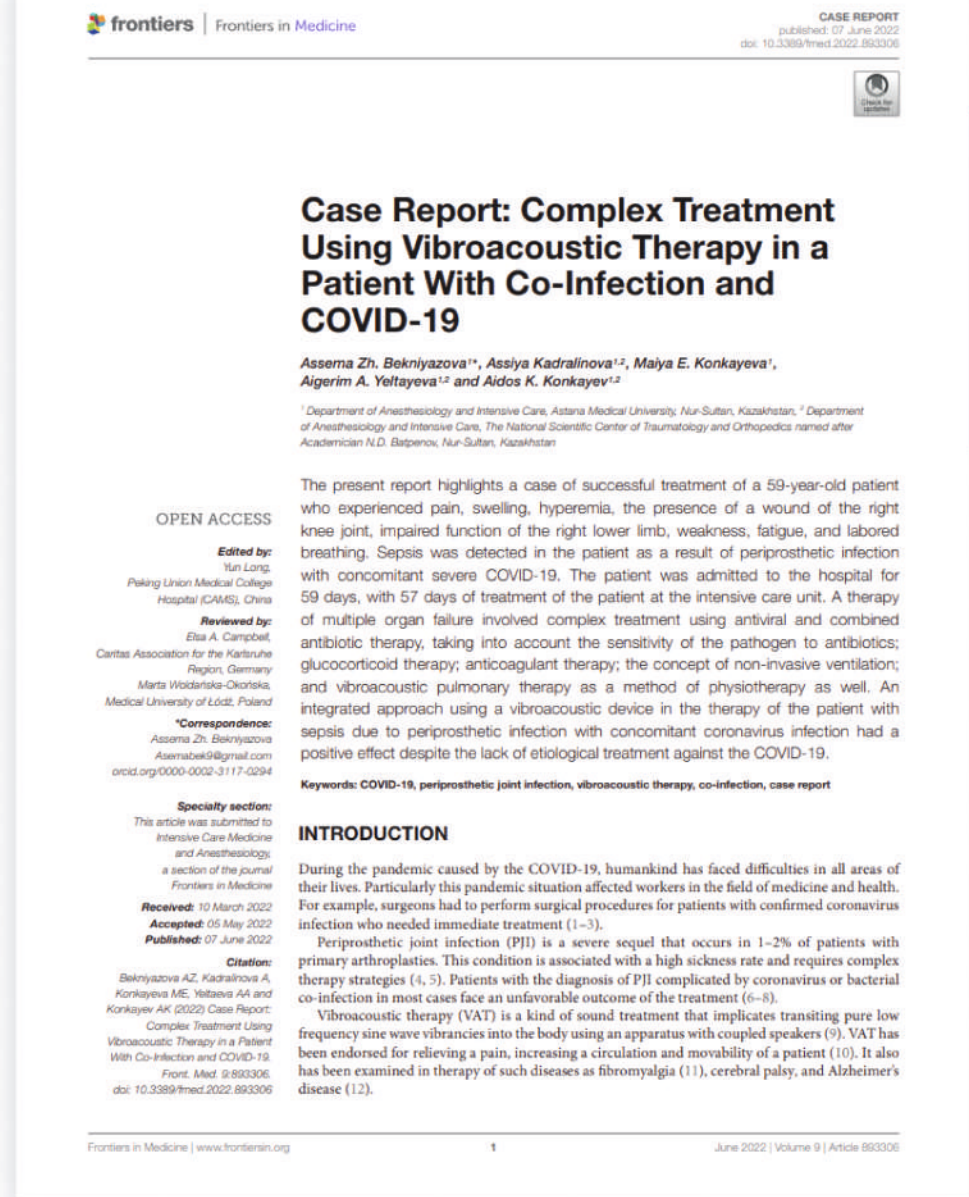 frontiers | Frontiers in Medicine
CASE REPORT
published: 07 June 2022
doi: 10.3389/fmed.2022.893306
Check for
updates
Case Report: Complex Treatment
Using Vibroacoustic Therapy in a
Patient With Co-Infection and
COVID-19
Assema Zh. Bekniyazova¹*, Assiya Kadralinova¹,², Maiya E. Konkayeva¹,
Aigerim A. Yeltayeva¹,² and Aidos K. Konkayev¹,²
¹ Department of Anesthesiology and Intensive Care, Astana Medical University, Nur-Sultan, Kazakhstan, ² Department
of Anesthesiology and Intensive Care, The National Scientific Center of Traumatology and Orthopedics named after
Academician N.D. Batpenov, Nur-Sultan, Kazakhstan
OPEN ACCESS
Edited by:
Yun Long,
Peking Union Medical College
Hospital (CAMS), China
Reviewed by:
Elsa A. Campbell,
Caritas Association for the Karlsruhe
Region, Germany
Marta Woldańska-Okońska,
Medical University of Łódź, Poland
*Correspondence:
Assema Zh. Bekniyazova
Asemabek9@gmail.com
orcid.org/0000-0002-3117-0294
Specialty section:
This article was submitted to
Intensive Care Medicine
and Anesthesiology,
a section of the journal
Frontiers in Medicine
Received: 10 March 2022
Accepted: 05 May 2022
Published: 07 June 2022
Citation:
Bekniyazova AZ, Kadralinova A,
Konkayeva ME, Yeltaeva AA and
Konkayev AK (2022) Case Report:
Complex Treatment Using
Vibroacoustic Therapy in a Patient
With Co-Infection and COVID-19.
Front. Med. 9:893306.
doi: 10.3389/fmed.2022.893306
The present report highlights a case of successful treatment of a 59-year-old patient
who experienced pain, swelling, hyperemia, the presence of a wound of the right
knee joint, impaired function of the right lower limb, weakness, fatigue, and labored
breathing. Sepsis was detected in the patient as a result of periprosthetic infection
with concomitant severe COVID-19. The patient was admitted to the hospital for
59 days, with 57 days of treatment of the patient at the intensive care unit. A therapy
of multiple organ failure involved complex treatment using antiviral and combined
antibiotic therapy, taking into account the sensitivity of the pathogen to antibiotics;
glucocorticoid therapy; anticoagulant therapy; the concept of non-invasive ventilation;
and vibroacoustic pulmonary therapy as a method of physiotherapy as well. An
integrated approach using a vibroacoustic device in the therapy of the patient with
sepsis due to periprosthetic infection with concomitant coronavirus infection had a
positive effect despite the lack of etiological treatment against the COVID-19.
Keywords: COVID-19, periprosthetic joint infection, vibroacoustic therapy, co-infection, case report
INTRODUCTION
During the pandemic caused by the COVID-19, humankind has faced difficulties in all areas of
their lives. Particularly this pandemic situation affected workers in the field of medicine and health.
For example, surgeons had to perform surgical procedures for patients with confirmed coronavirus
infection who needed immediate treatment (1–3).
Periprosthetic joint infection (PJI) is a severe sequel that occurs in 1–2% of patients with
primary arthroplasties. This condition is associated with a high sickness rate and requires complex
therapy strategies (4, 5). Patients with the diagnosis of PJI complicated by coronavirus or bacterial
co-infection in most cases face an unfavorable outcome of the treatment (6–8).
Vibroacoustic therapy (VAT) is a kind of sound treatment that implicates transiting pure low
frequency sine wave vibrancies into the body using an apparatus with coupled speakers (9). VAT has
been endorsed for relieving a pain, increasing a circulation and movability of a patient (10). It also
has been examined in therapy of such diseases as fibromyalgia (11), cerebral palsy, and Alzheimer's
disease (12).
Frontiers in Medicine | www.frontiersin.org
1
June 2022 | Volume 9 | Article 893306